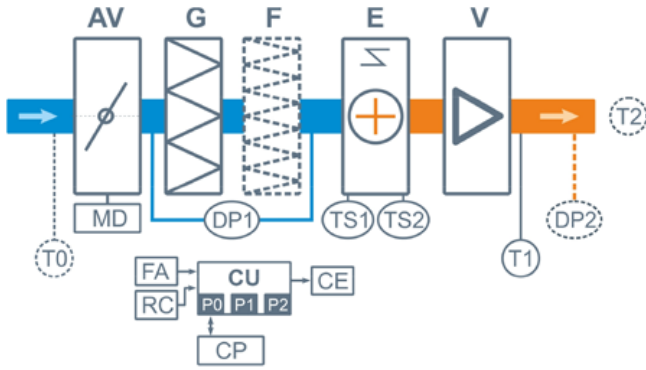 AV G F E V
T2
MD DP1 TS1 TS2 DP2
T0 T1
FA CU CE
RC P0 P1 P2
CP